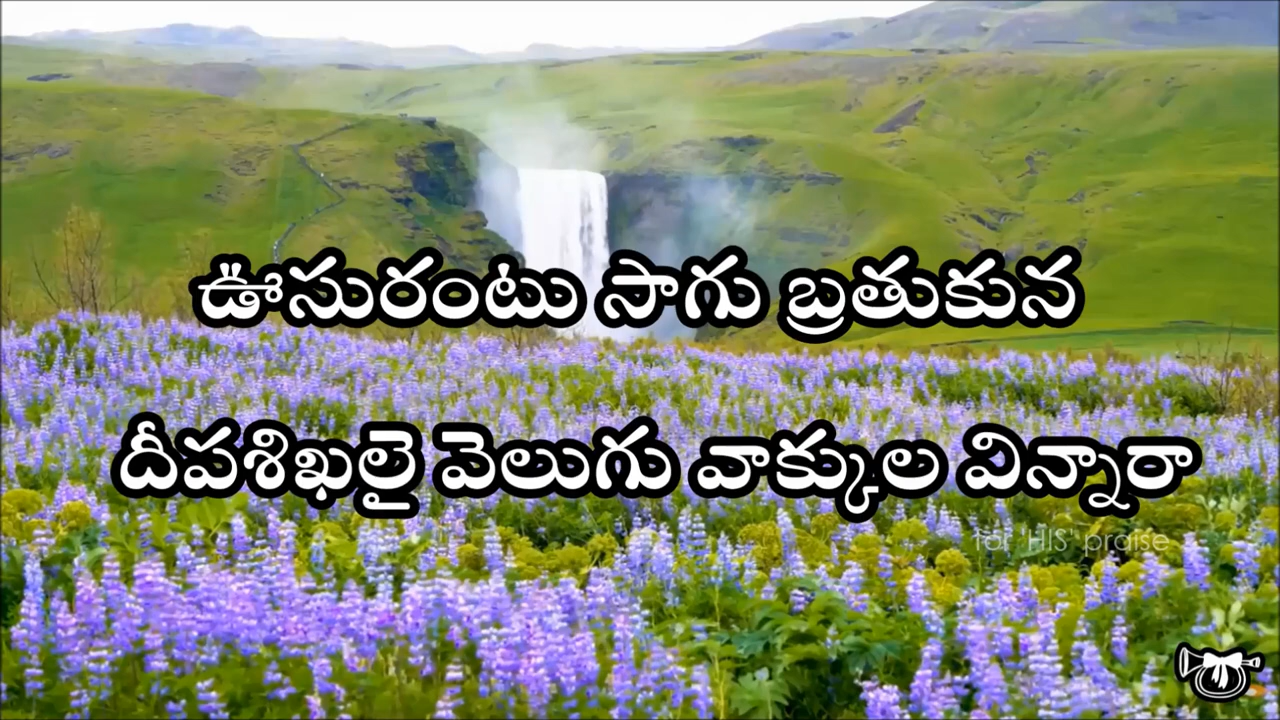 ఊసురంటు సాగు బ్రతుకున
దీపశిఖలై వెలుగు వాక్కుల విన్నారా
for 'HIS' praise